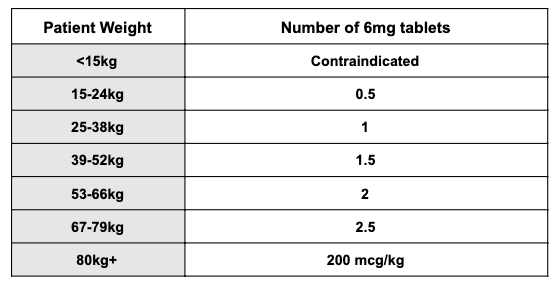 Patient Weight Number of 6mg tablets
<15kg Contraindicated
15-24kg 0.5
25-38kg 1
39-52kg 1.5
53-66kg 2
67-79kg 2.5
80kg+ 200 mcg/kg